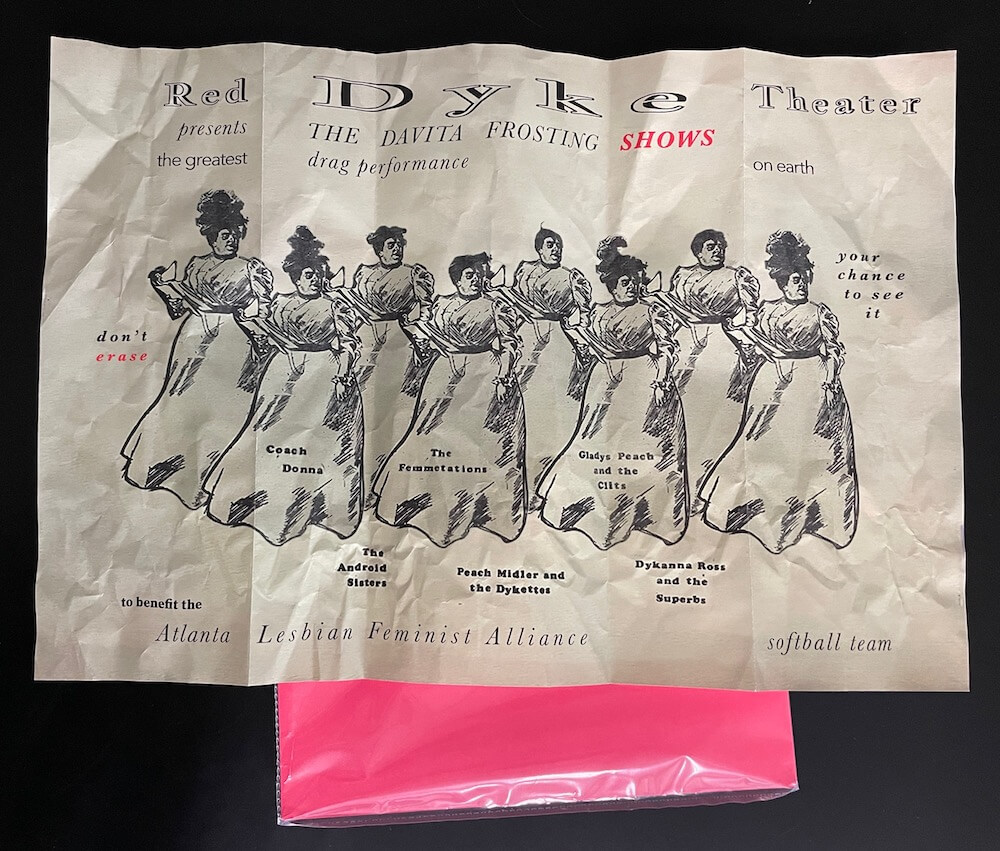 Red Dyke Theater
presents THE DAVITA FROSTING SHOWS
the greatest drag performance on earth
your
chance
to see
it
don't
erase
Coach
Donna
The
Femmetations
Gladys Peach
and the
Clits
The
Android
Sisters
Peach Midler and
the Dykettes
Dykanna Ross
and the
Superbs
to benefit the
Atlanta Lesbian Feminist Alliance softball team